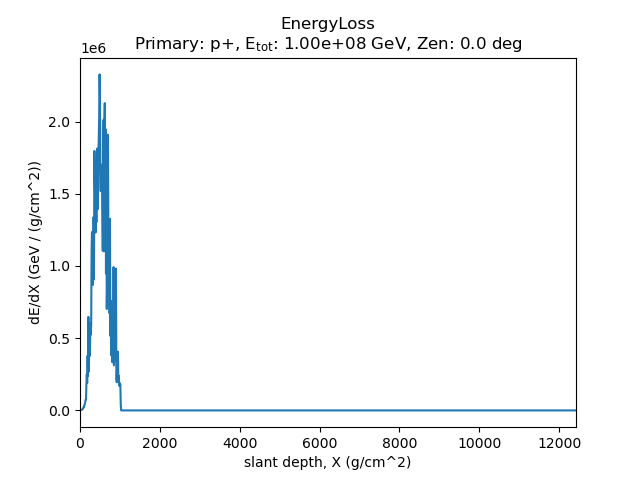 EnergyLoss
Primary: p+, E_tot: 1.00e+08 GeV, Zen: 0.0 deg
1e6
2.0
1.5
1.0
0.5
0.0
dE/dX (GeV / (g/cm^2))
0 2000 4000 6000 8000 10000 12000
slant depth, X (g/cm^2)